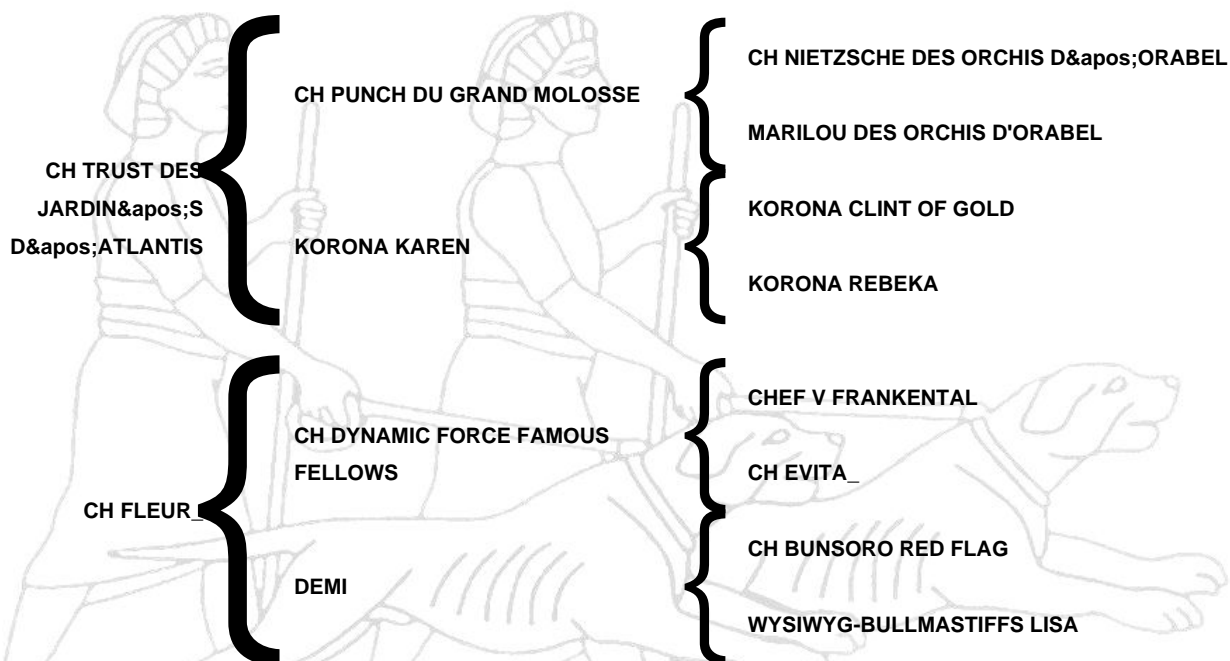 CH NIETZSCHE DES ORCHIS D&apos;ORABEL
CH PUNCH DU GRAND MOLOSSE
MARILOU DES ORCHIS D'ORABEL
CH TRUST DES
JARDIN&apos;S
D&apos;ATLANTIS
KORONA CLINT OF GOLD
KORONA KAREN
KORONA REBEKA
CHEF V FRANKENTAL
CH DYNAMIC FORCE FAMOUS
FELLOWS
CH EVITA_
CH FLEUR_
CH BUNSORO RED FLAG
DEMI
WYSIWYG-BULLMASTIFFS LISA